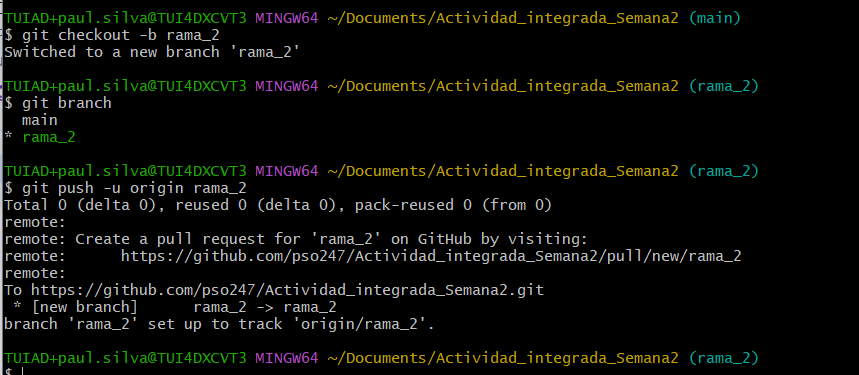 TUIAD+paul.silva@TUI4DXCVT3 MINGW64 ~/Documents/Actividad_integrada_Semana2 (main)
$ git checkout -b rama_2
Switched to a new branch 'rama_2'

TUIAD+paul.silva@TUI4DXCVT3 MINGW64 ~/Documents/Actividad_integrada_Semana2 (rama_2)
$ git branch
  main
* rama_2

TUIAD+paul.silva@TUI4DXCVT3 MINGW64 ~/Documents/Actividad_integrada_Semana2 (rama_2)
$ git push -u origin rama_2
Total 0 (delta 0), reused 0 (delta 0), pack-reused 0 (from 0)
remote:
remote: Create a pull request for 'rama_2' on GitHub by visiting:
remote:      https://github.com/pso247/Actividad_integrada_Semana2/pull/new/rama_2
remote:
To https://github.com/pso247/Actividad_integrada_Semana2.git
 * [new branch]      rama_2 -> rama_2
branch 'rama_2' set up to track 'origin/rama_2'.

TUIAD+paul.silva@TUI4DXCVT3 MINGW64 ~/Documents/Actividad_integrada_Semana2 (rama_2)
$